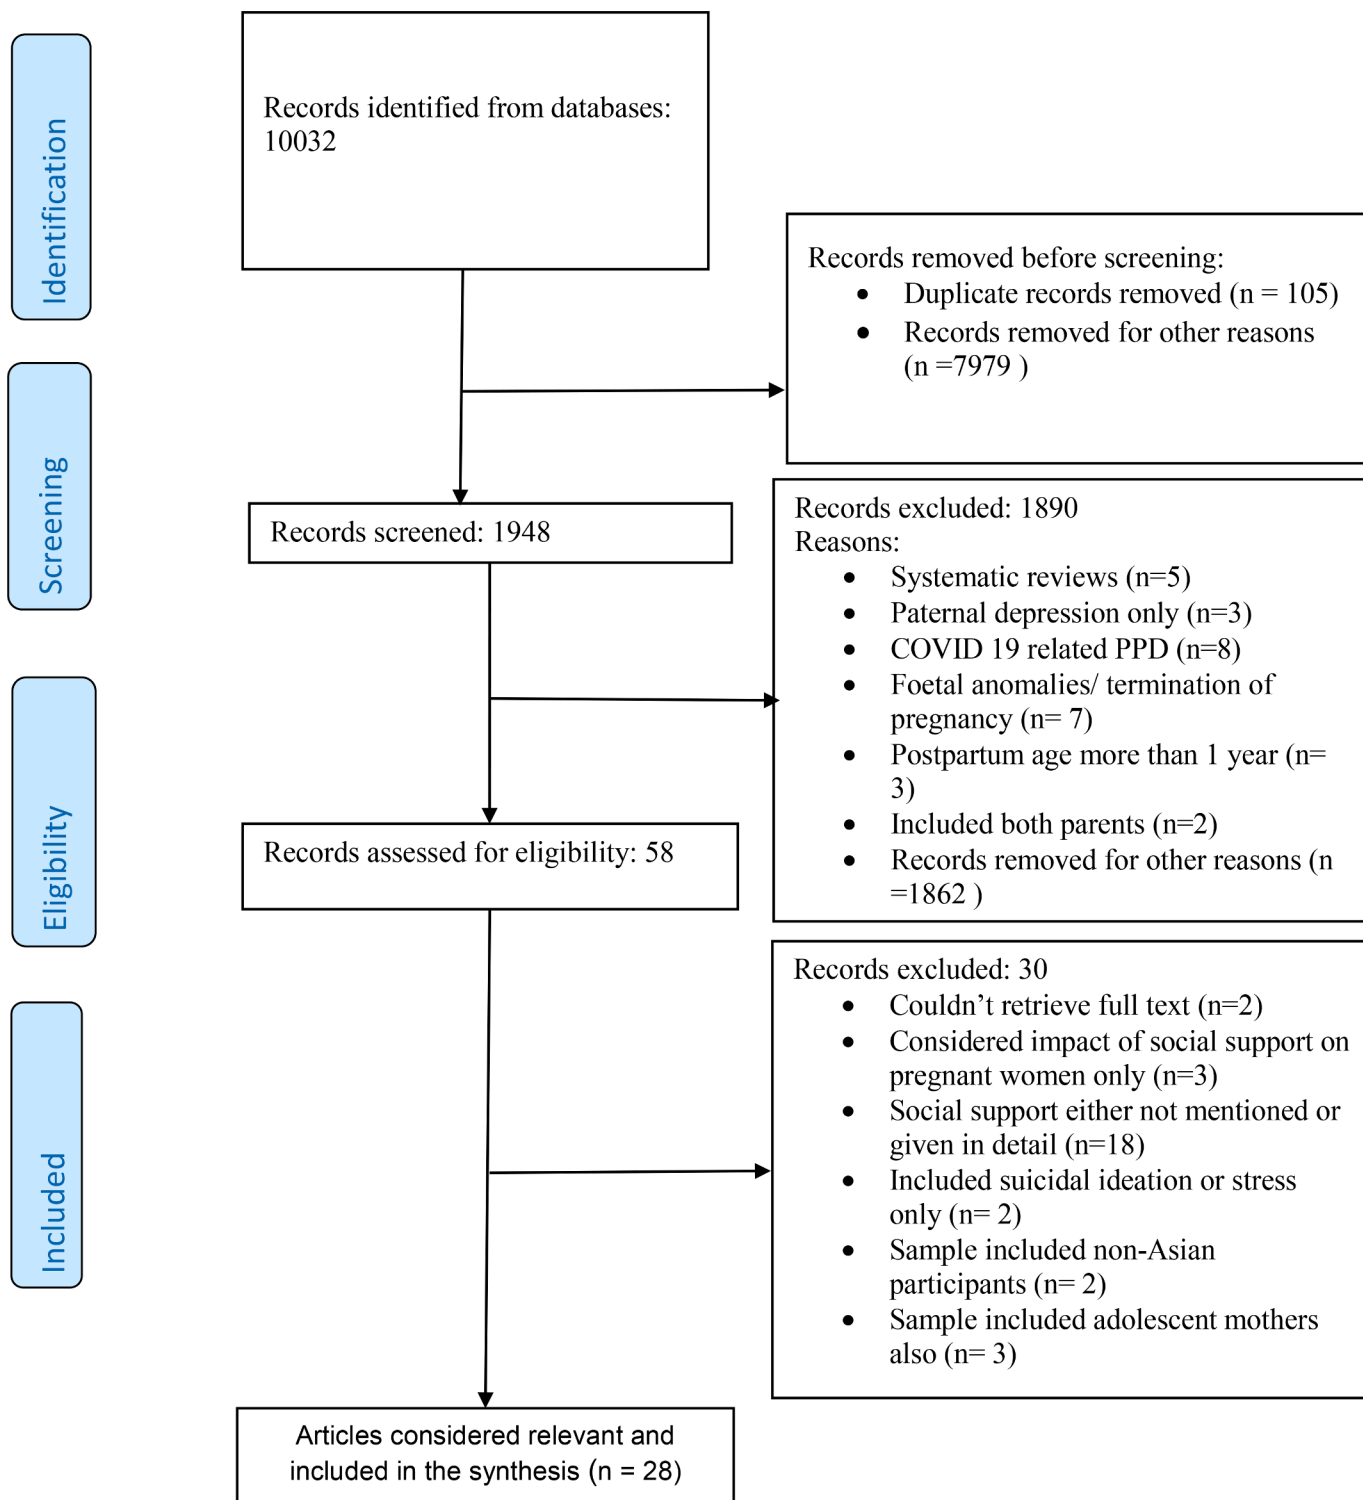 Identification
Records identified from databases:
10032
Records removed before screening:
• Duplicate records removed (n = 105)
• Records removed for other reasons
(n =7979 )
Screening
Records screened: 1948
Records excluded: 1890
Reasons:
• Systematic reviews (n=5)
• Paternal depression only (n=3)
• COVID 19 related PPD (n=8)
• Foetal anomalies/ termination of
pregnancy (n= 7)
• Postpartum age more than 1 year (n=
3)
• Included both parents (n=2)
• Records removed for other reasons (n
=1862 )
Eligibility
Records assessed for eligibility: 58
Records excluded: 30
• Couldn’t retrieve full text (n=2)
• Considered impact of social support on
pregnant women only (n=3)
• Social support either not mentioned or
given in detail (n=18)
• Included suicidal ideation or stress
only (n= 2)
• Sample included non-Asian
participants (n= 2)
• Sample included adolescent mothers
also (n= 3)
Included
Articles considered relevant and
included in the synthesis (n = 28)